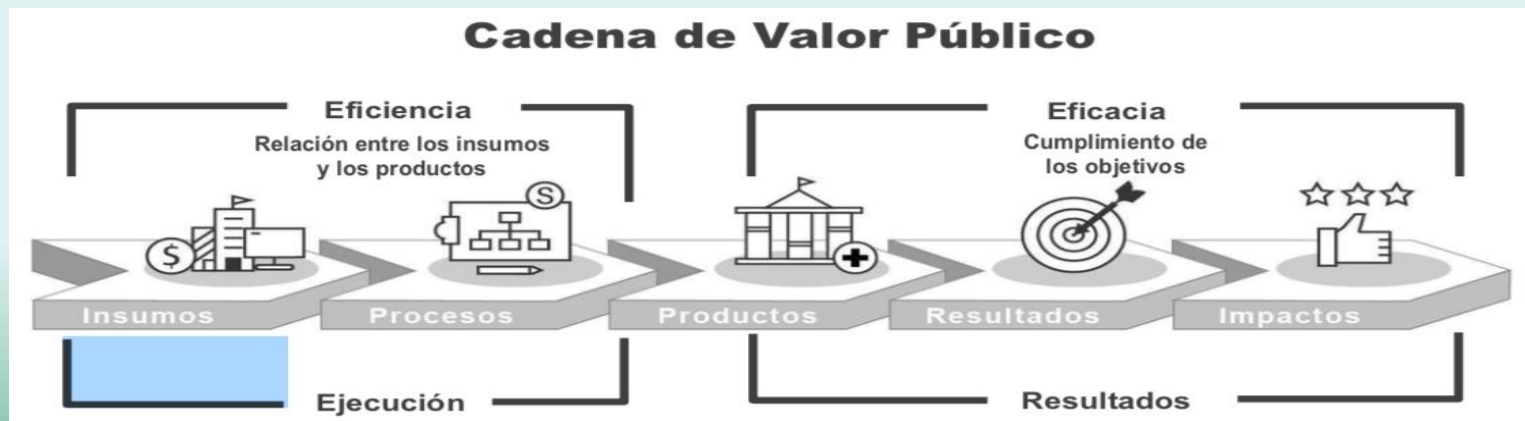 Cadena de Valor Público
Eficiencia
Relación entre los insumos
y los productos
Eficacia
Cumplimiento de
los objetivos
$
S
Insumos
Procesos
Productos
Resultados
Impactos
Ejecución
Resultados